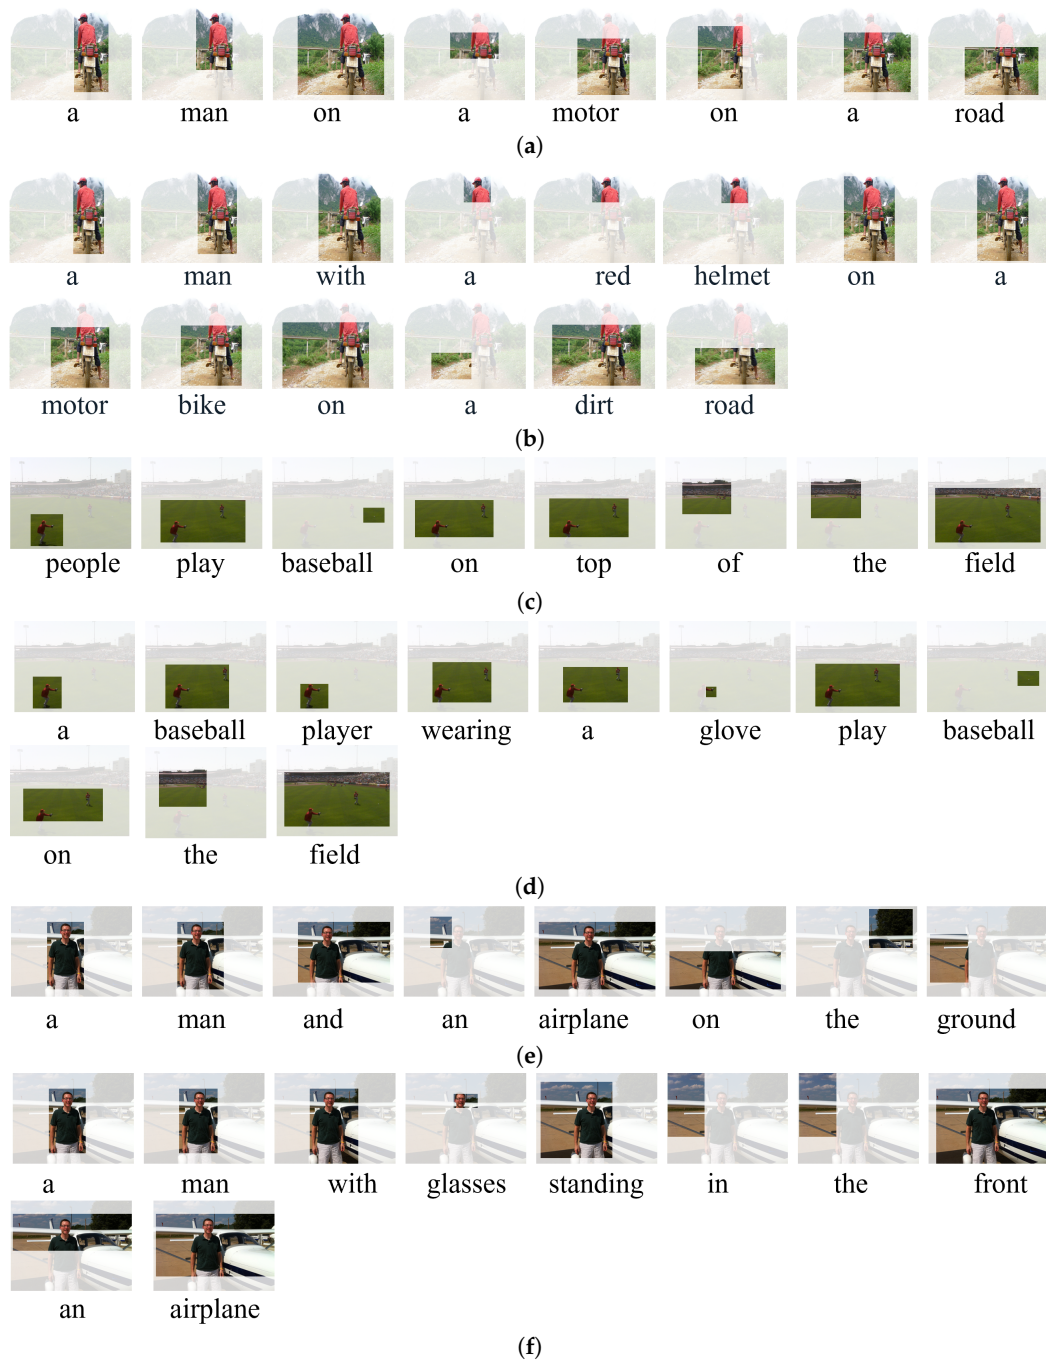 a man on a motor on a road
(a)
a man with a red helmet on a
motor bike on a dirt road
(b)
people play baseball on top of the field
(c)
a baseball player wearing a glove play baseball
on the field
(d)
a man and an airplane on the ground
(e)
a man with glasses standing in the front
an airplane
(f)